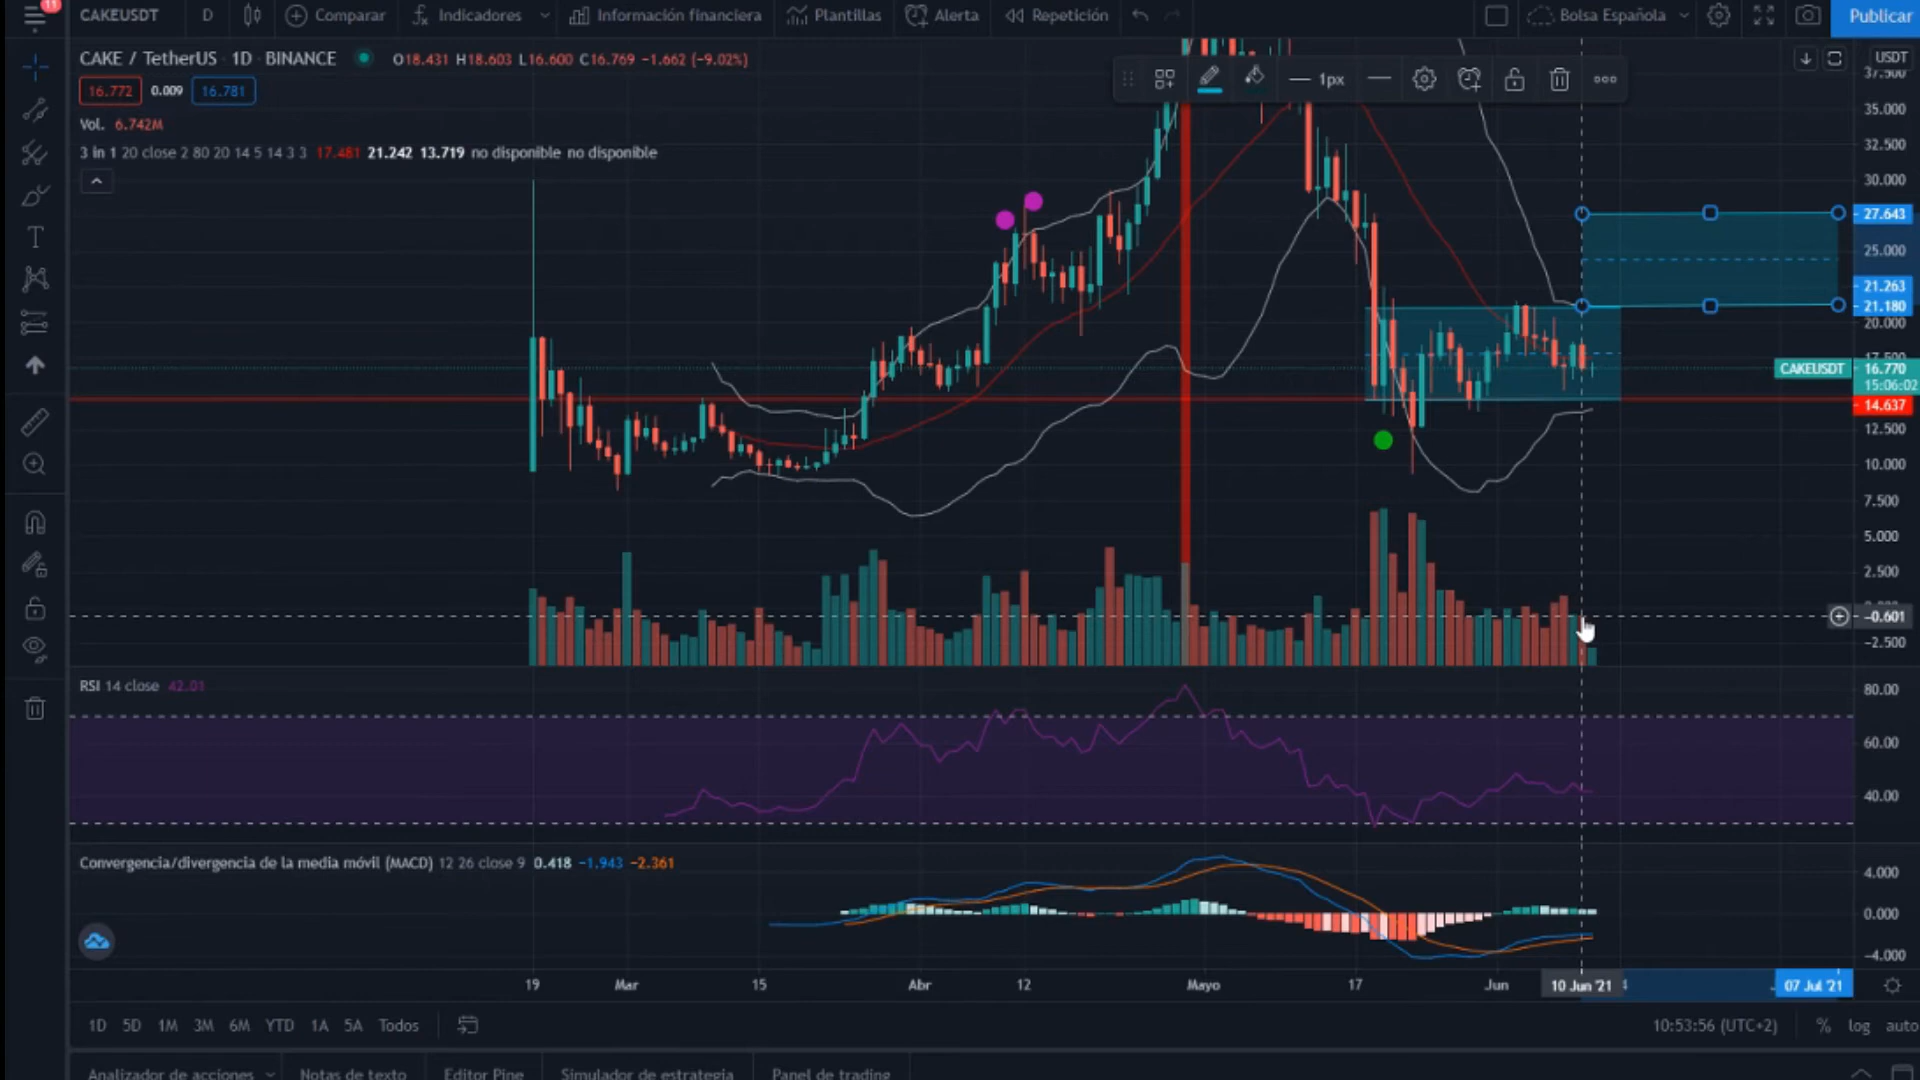 11
CAKEUSDT D Comparar Indicadores Información financiera Plantillas Alerta Repetición Bolsa Española Publicar
CAKE / TetherUS 1D BINANCE O18.431 H18.603 L16.600 C16.769 −1.662 (−9.02%)
16.772 0.009 16.781
Vol. 6.742M
3 in 1 20 close 2 80 20 14 5 14 3 3 17.481 21.242 13.719 no disponible no disponible
1px
USDT
37.500
35.000
32.500
30.000
27.643
25.000
21.263
21.180
20.000
17.500
CAKEUSDT 16.770
15:06:02
14.637
12.500
10.000
7.500
5.000
2.500
−0.601
−2.500
RSI 14 close 42.01
80.00
60.00
40.00
Convergencia/divergencia de la media móvil (MACD) 12 26 close 9 0.418 −1.943 −2.361
4.000
0.000
−4.000
19 Mar 15 Abr 12 Mayo 17 Jun 10 Jun '21 07 Jul '21
1D 5D 1M 3M 6M YTD 1A 5A Todos 10:53:56 (UTC+2) % log auto
Analizador de acciones Notas de texto Editor Pine Simulador de estrategia Panel de trading